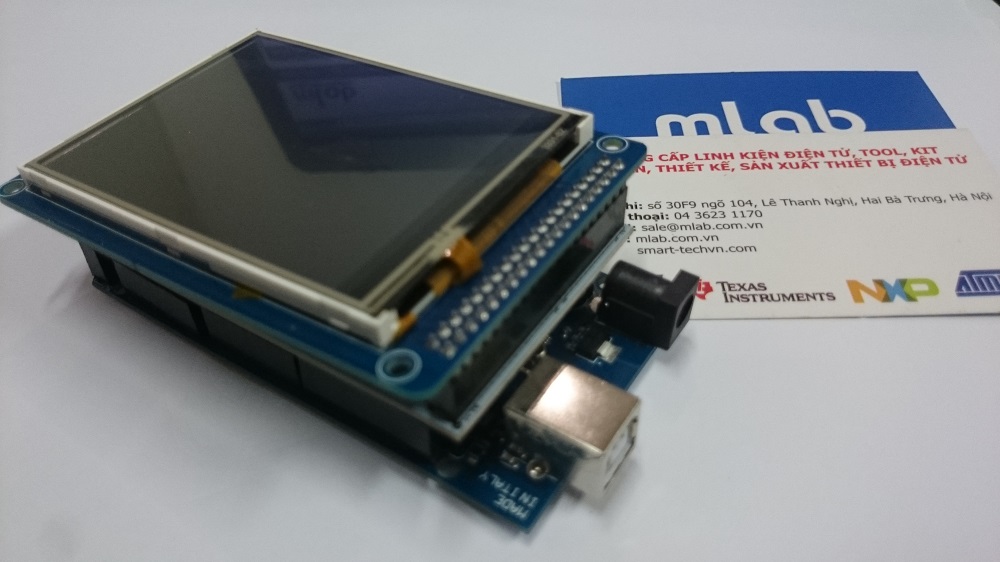 mLab
G CẤP LINH KIỆN ĐIỆN TỬ, TOOL, KIT
N, THIẾT KẾ, SẢN XUẤT THIẾT BỊ ĐIỆN TỬ
hỉ: số 30F9 ngõ 104, Lê Thanh Nghị, Hai Bà Trưng, Hà Nội
thoại: 04 3623 1170
: sale@mlab.com.vn
: mlab.com.vn
smart-techvn.com
TEXAS INSTRUMENTS NXP ATM
MADE
IN ITALY